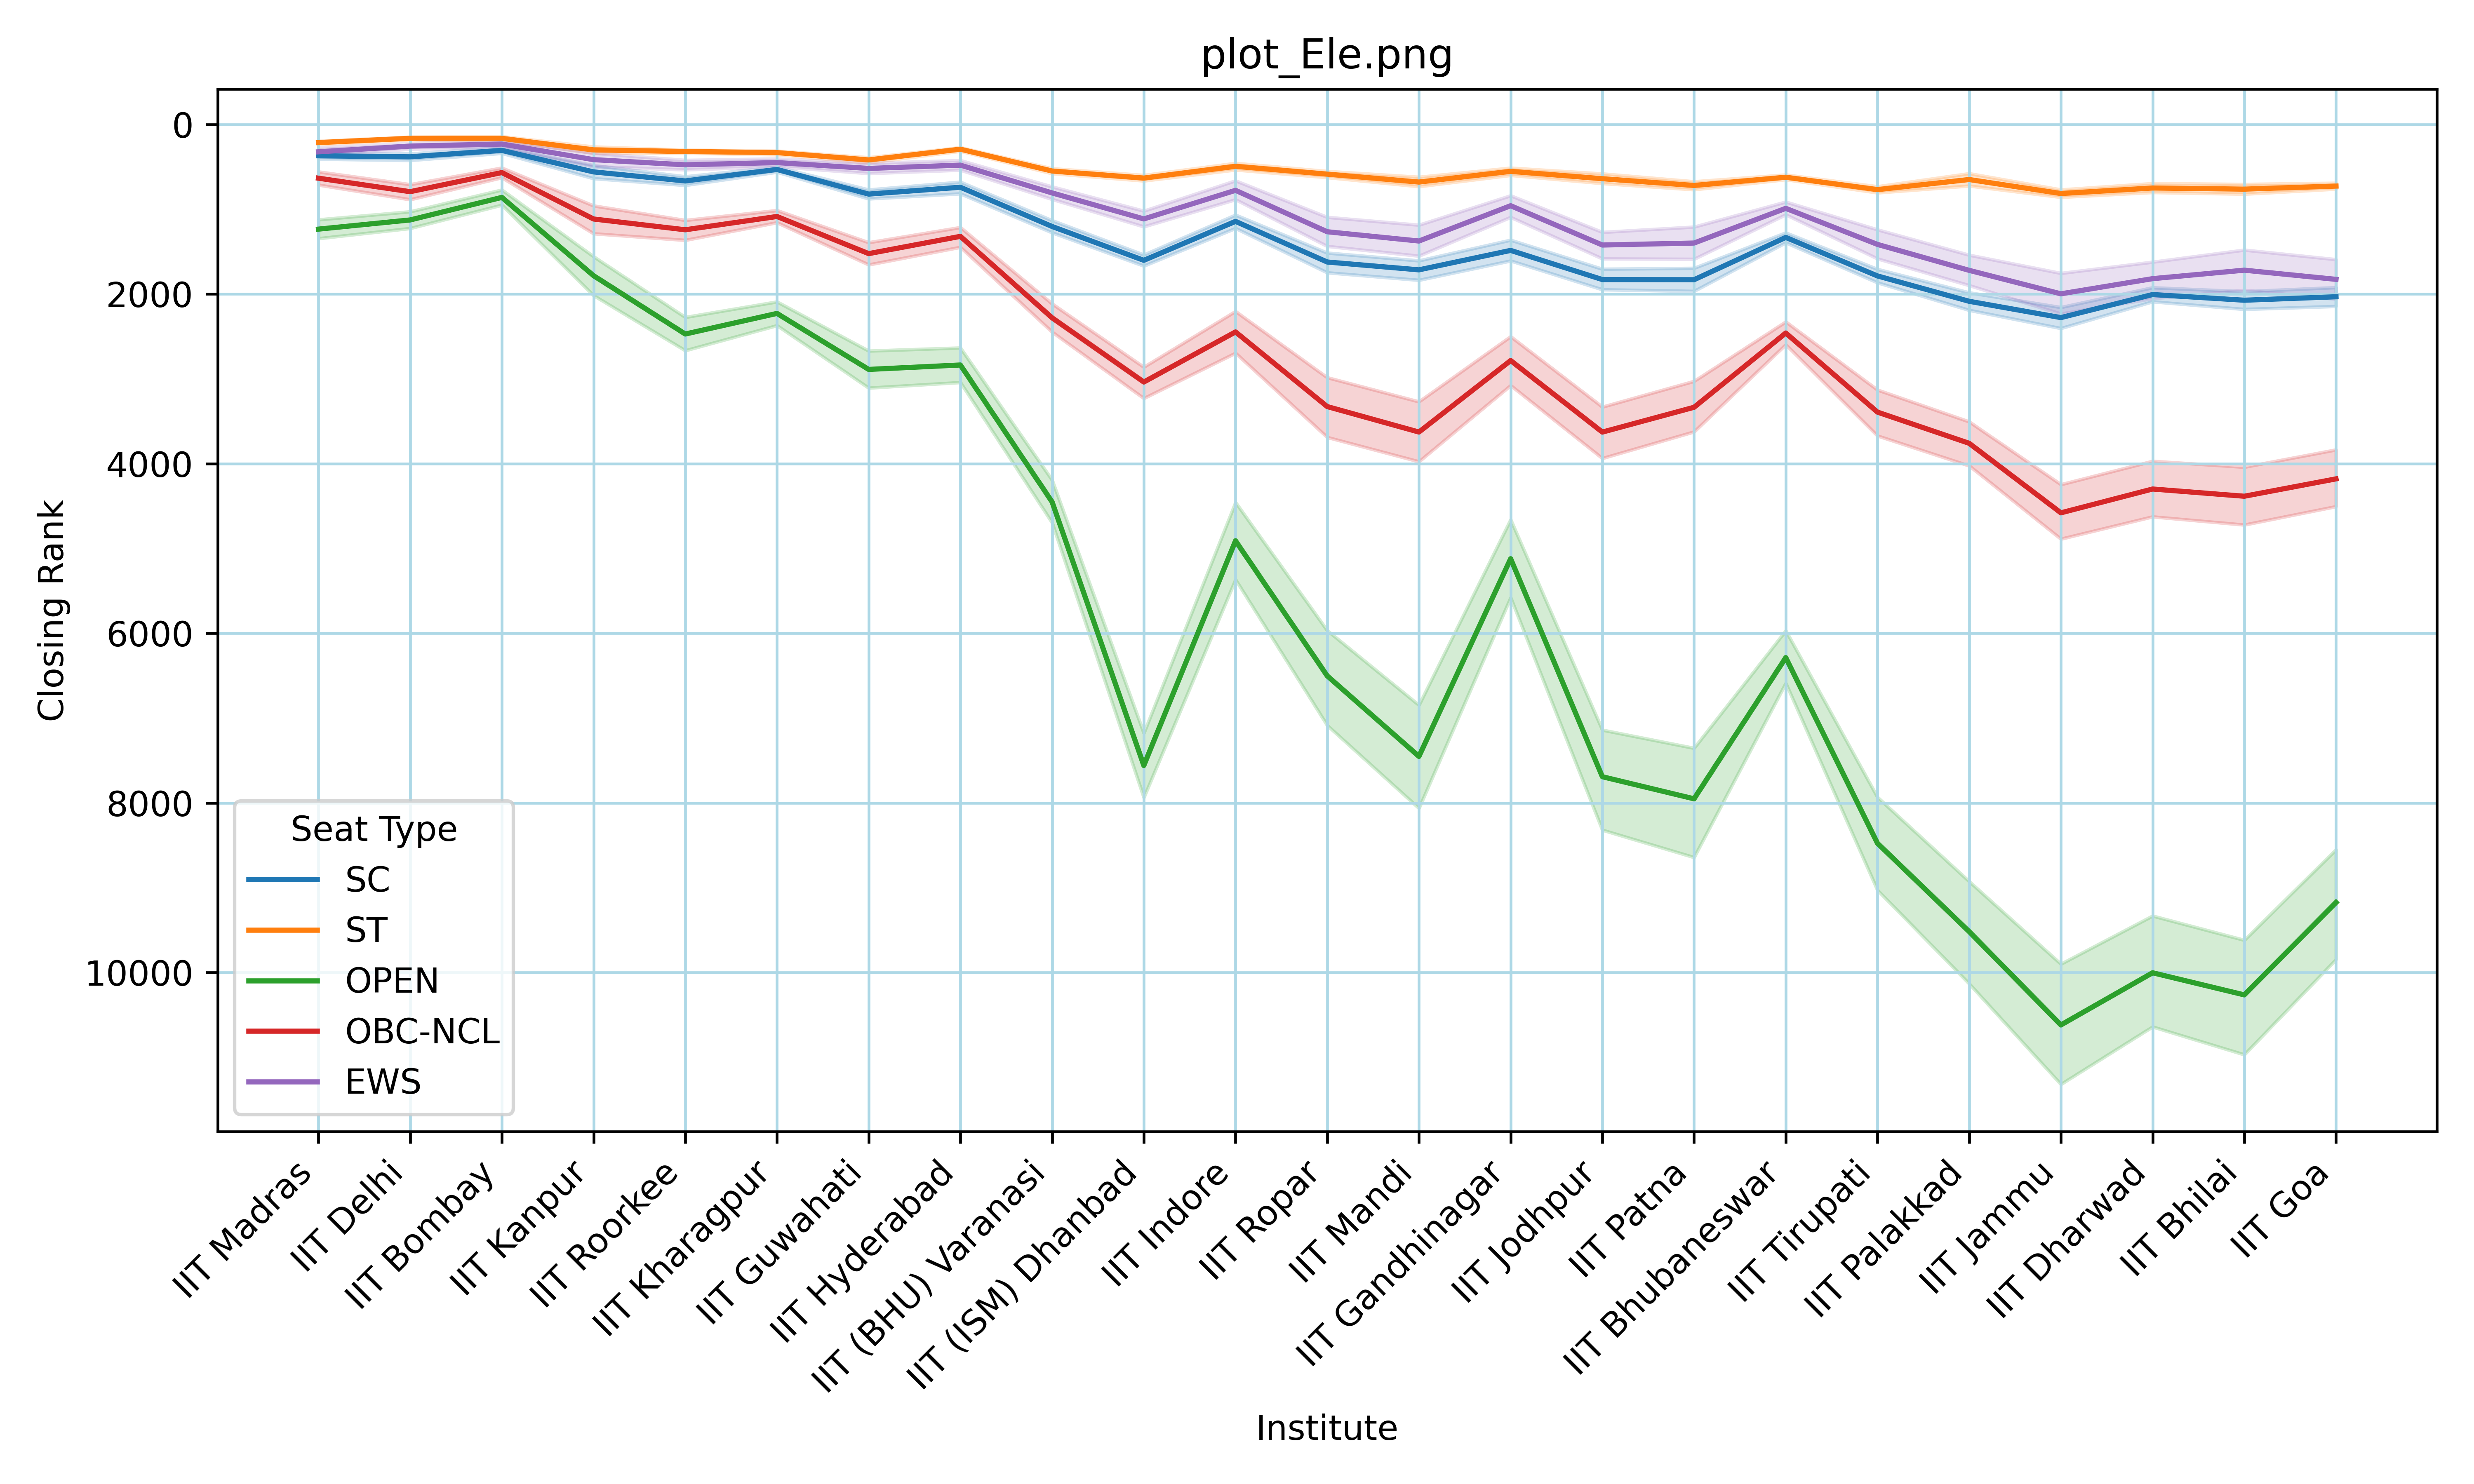 plot_Ele.png
Closing Rank
0
2000
4000
6000
8000
10000
Seat Type
SC
ST
OPEN
OBC-NCL
EWS
IIT Madras
IIT Delhi
IIT Bombay
IIT Kanpur
IIT Roorkee
IIT Kharagpur
IIT Guwahati
IIT Hyderabad
IIT (BHU) Varanasi
IIT (ISM) Dhanbad
IIT Indore
IIT Ropar
IIT Mandi
IIT Gandhinagar
IIT Jodhpur
IIT Patna
IIT Bhubaneswar
IIT Tirupati
IIT Palakkad
IIT Jammu
IIT Dharwad
IIT Bhilai
IIT Goa
Institute